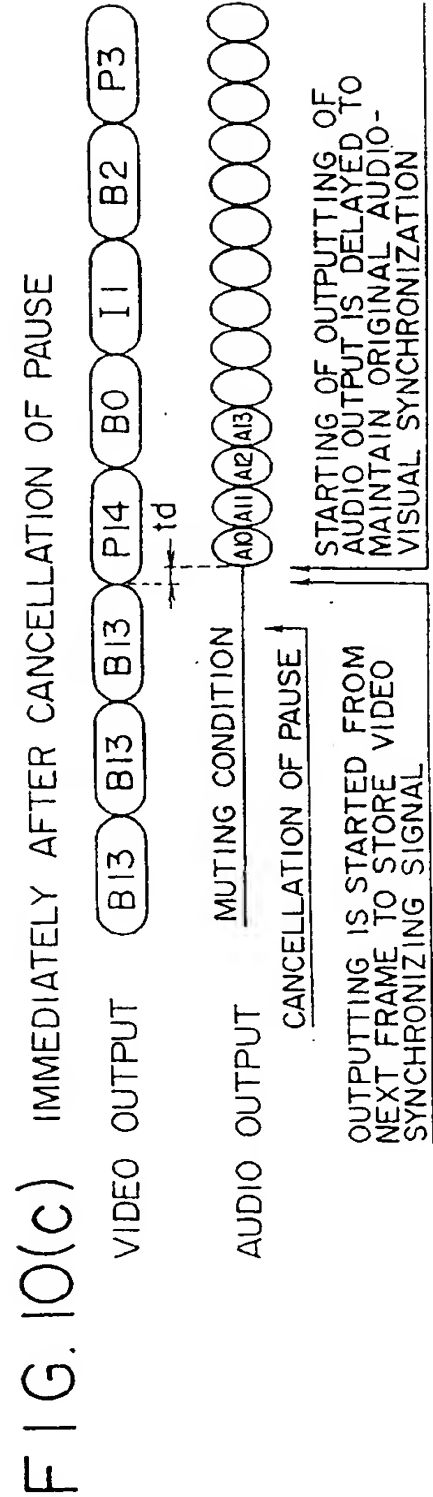 FIG. 10(c) IMMEDIATELY AFTER CANCELLATION OF PAUSE
VIDEO OUTPUT B13 B13 B13 P14 B0 I1 B2 P3
td
AUDIO OUTPUT MUTING CONDITION A10 A11 A12 A13
CANCELLATION OF PAUSE
OUTPUTTING IS STARTED FROM
NEXT FRAME TO STORE VIDEO
SYNCHRONIZING SIGNAL
STARTING OF OUTPUTTING OF
AUDIO OUTPUT IS DELAYED TO
MAINTAIN ORIGINAL AUDIO-
VISUAL SYNCHRONIZATION